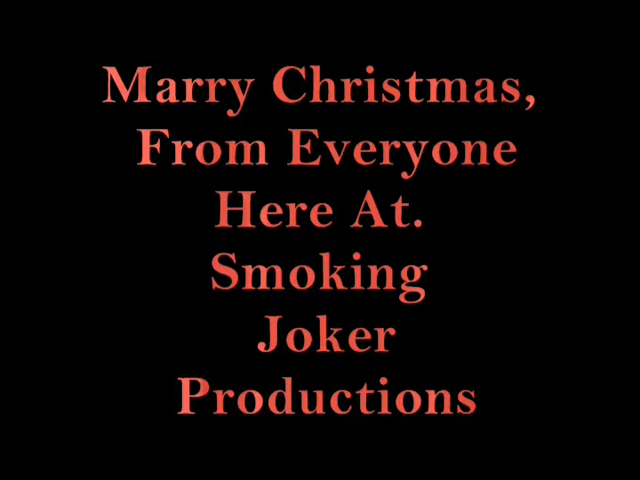 Marry Christmas,
From Everyone
Here At.
Smoking
Joker
Productions